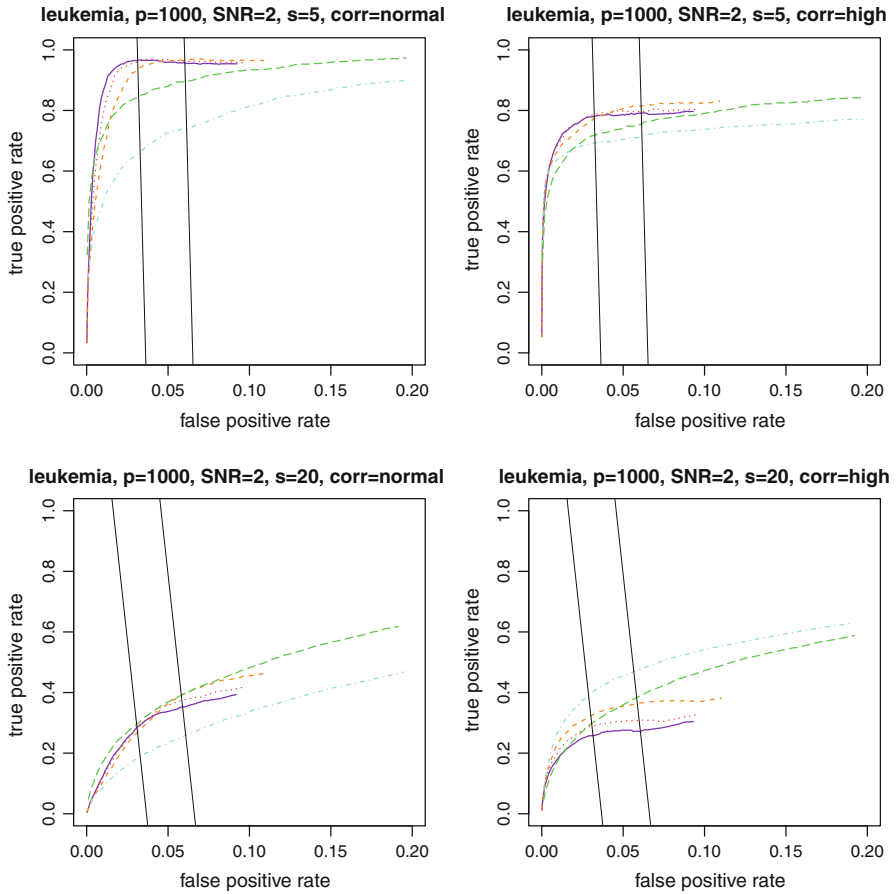 leukemia, p=1000, SNR=2, s=5, corr=normal
true positive rate
0.0 0.2 0.4 0.6 0.8 1.0
0.00 0.05 0.10 0.15 0.20
false positive rate
leukemia, p=1000, SNR=2, s=5, corr=high
true positive rate
0.0 0.2 0.4 0.6 0.8 1.0
0.00 0.05 0.10 0.15 0.20
false positive rate
leukemia, p=1000, SNR=2, s=20, corr=normal
true positive rate
0.0 0.2 0.4 0.6 0.8 1.0
0.00 0.05 0.10 0.15 0.20
false positive rate
leukemia, p=1000, SNR=2, s=20, corr=high
true positive rate
0.0 0.2 0.4 0.6 0.8 1.0
0.00 0.05 0.10 0.15 0.20
false positive rate